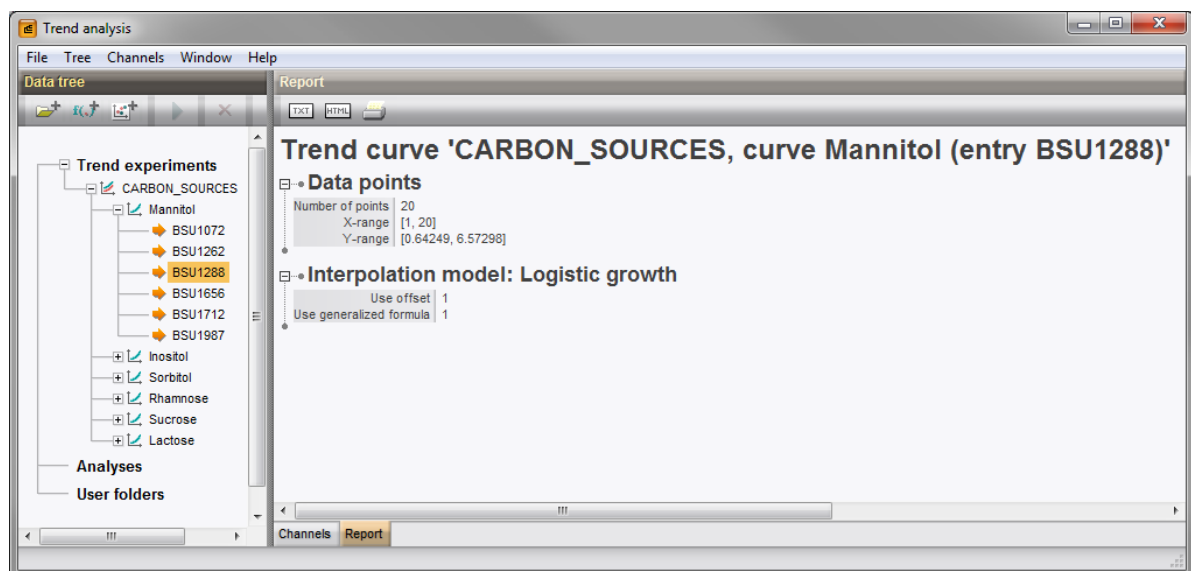 Trend analysis
File Tree Channels Window Help
Data tree
Report
f(.)
TXT HTML
Trend experiments
CARBON_SOURCES
Mannitol
BSU1072
BSU1262
BSU1288
BSU1656
BSU1712
BSU1987
Inositol
Sorbitol
Rhamnose
Sucrose
Lactose
Analyses
User folders
Trend curve 'CARBON_SOURCES, curve Mannitol (entry BSU1288)'
Data points
Number of points 20
X-range [1, 20]
Y-range [0.64249, 6.57298]
Interpolation model: Logistic growth
Use offset 1
Use generalized formula 1
Channels Report